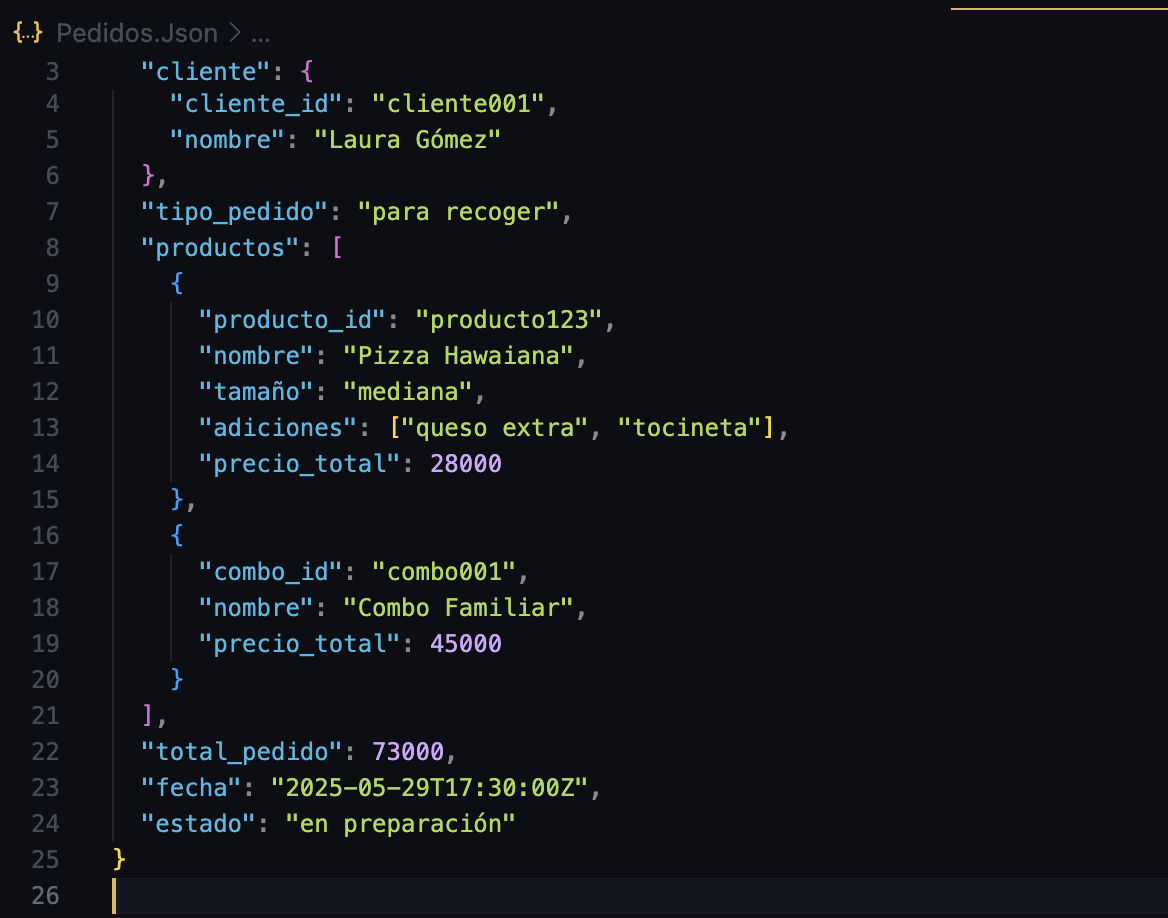 {..} Pedidos.Json > ...
3 "cliente": {
4 "cliente_id": "cliente001",
5 "nombre": "Laura Gómez"
6 },
7 "tipo_pedido": "para recoger",
8 "productos": [
9 {
10 "producto_id": "producto123",
11 "nombre": "Pizza Hawaiana",
12 "tamaño": "mediana",
13 "adiciones": ["queso extra", "tocineta"],
14 "precio_total": 28000
15 },
16 {
17 "combo_id": "combo001",
18 "nombre": "Combo Familiar",
19 "precio_total": 45000
20 }
21 ],
22 "total_pedido": 73000,
23 "fecha": "2025-05-29T17:30:00Z",
24 "estado": "en preparación"
25 }
26